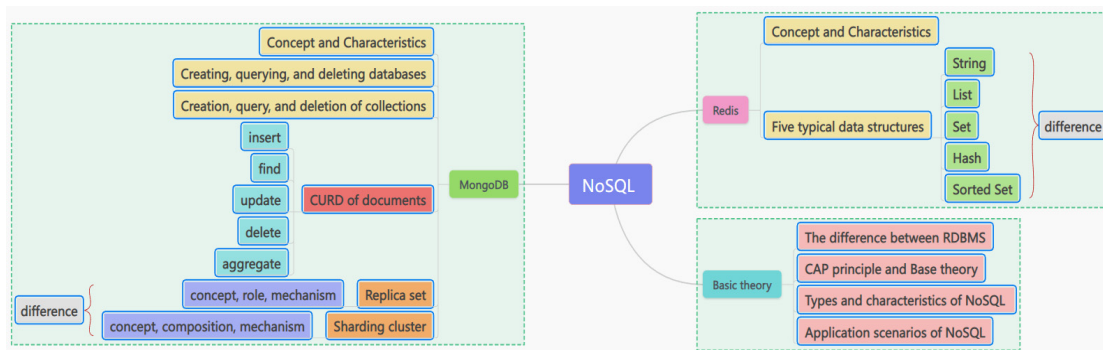 Concept and Characteristics
Creating, querying, and deleting databases
Creation, query, and deletion of collections
insert
find
update
delete
aggregate
CURD of documents
concept, role, mechanism
Replica set
concept, composition, mechanism
Sharding cluster
difference
MongoDB
NoSQL
Redis
Concept and Characteristics
Five typical data structures
String
List
Set
Hash
Sorted Set
difference
Basic theory
The difference between RDBMS
CAP principle and Base theory
Types and characteristics of NoSQL
Application scenarios of NoSQL